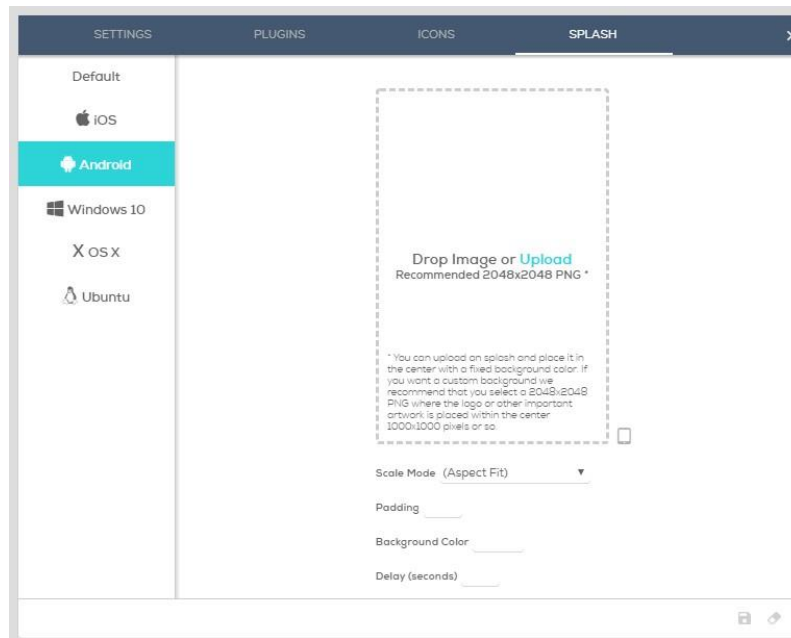 SETTINGS PLUGINS ICONS SPLASH
Default
iOS
Android
Windows 10
X OS X
Ubuntu
Drop Image or Upload
Recommended 2048x2048 PNG *
* You can upload an splash and place it in
the center with a fixed background color. If
you want a custom background we
recommend that you select a 2048x2048
PNG where the logo or other important
artwork is placed within the center
1000x1000 pixels or so.
Scale Mode (Aspect Fit)
Padding
Background Color
Delay (seconds)